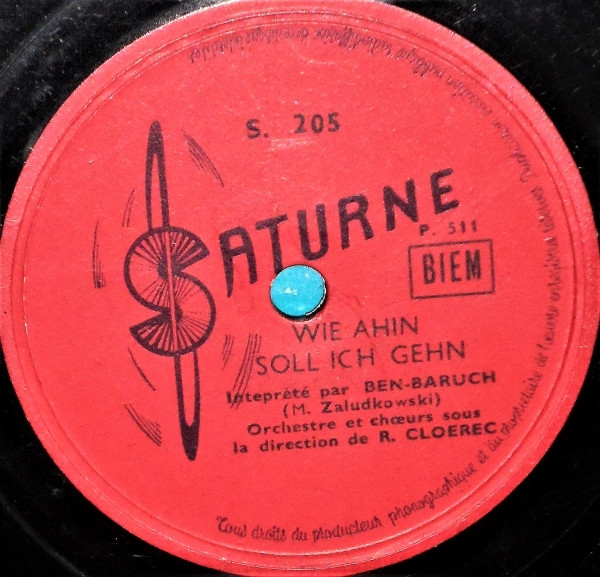 S. 205
SATURNE
P. 511
BIEM
WIE AHIN
SOLL ICH GEHN
Inteprété par BEN-BARUCH
(M. Zaludkowski)
Orchestre et chœurs sous
la direction de R. CLOEREC
Tous droits du producteur phonographique et du propriétaire de l'œuvre enregistrée réservés